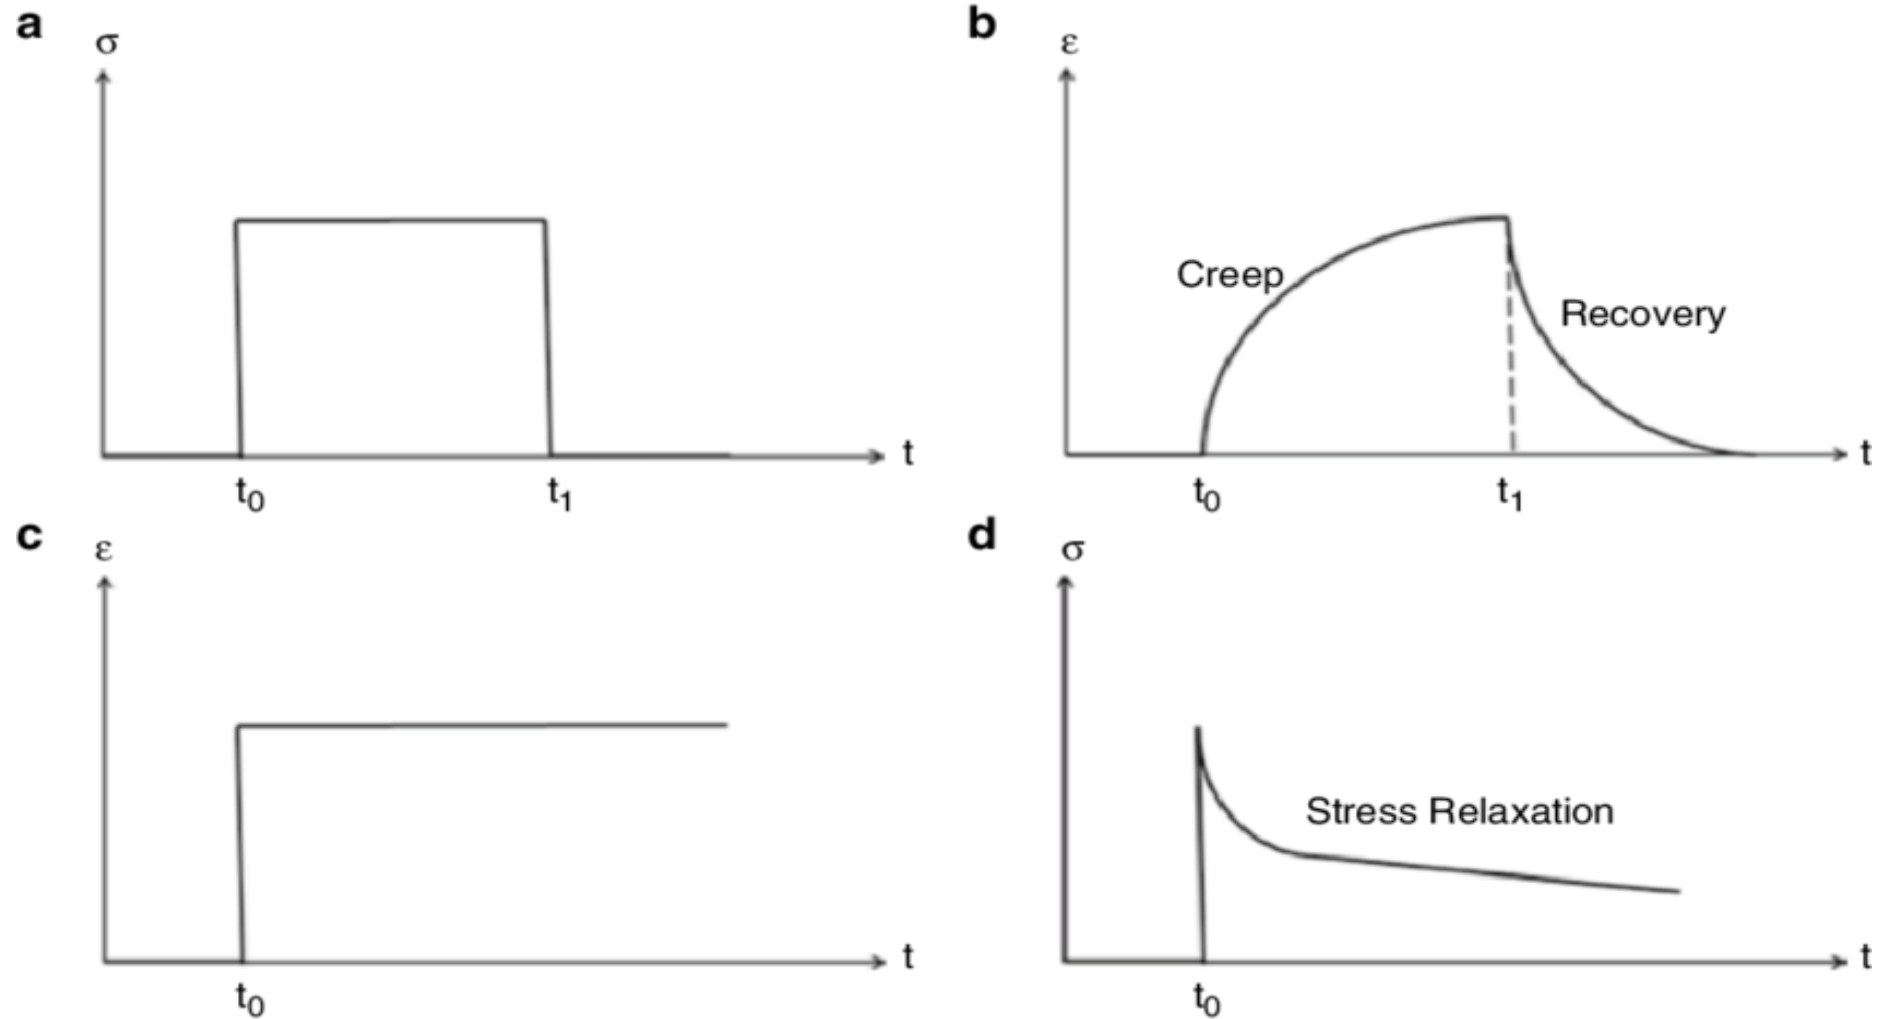 a
σ
t
t₀
t₁
b
ε
Creep
Recovery
t
t₀
t₁
c
ε
t
t₀
d
σ
Stress Relaxation
t
t₀